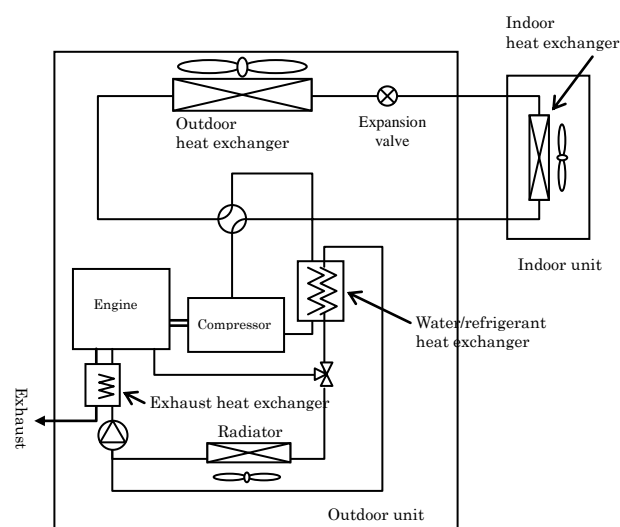 Indoor
heat exchanger
Outdoor
heat exchanger
Expansion
valve
Indoor unit
Engine
Compressor
Water/refrigerant
heat exchanger
Exhaust heat exchanger
Exhaust
Radiator
Outdoor unit